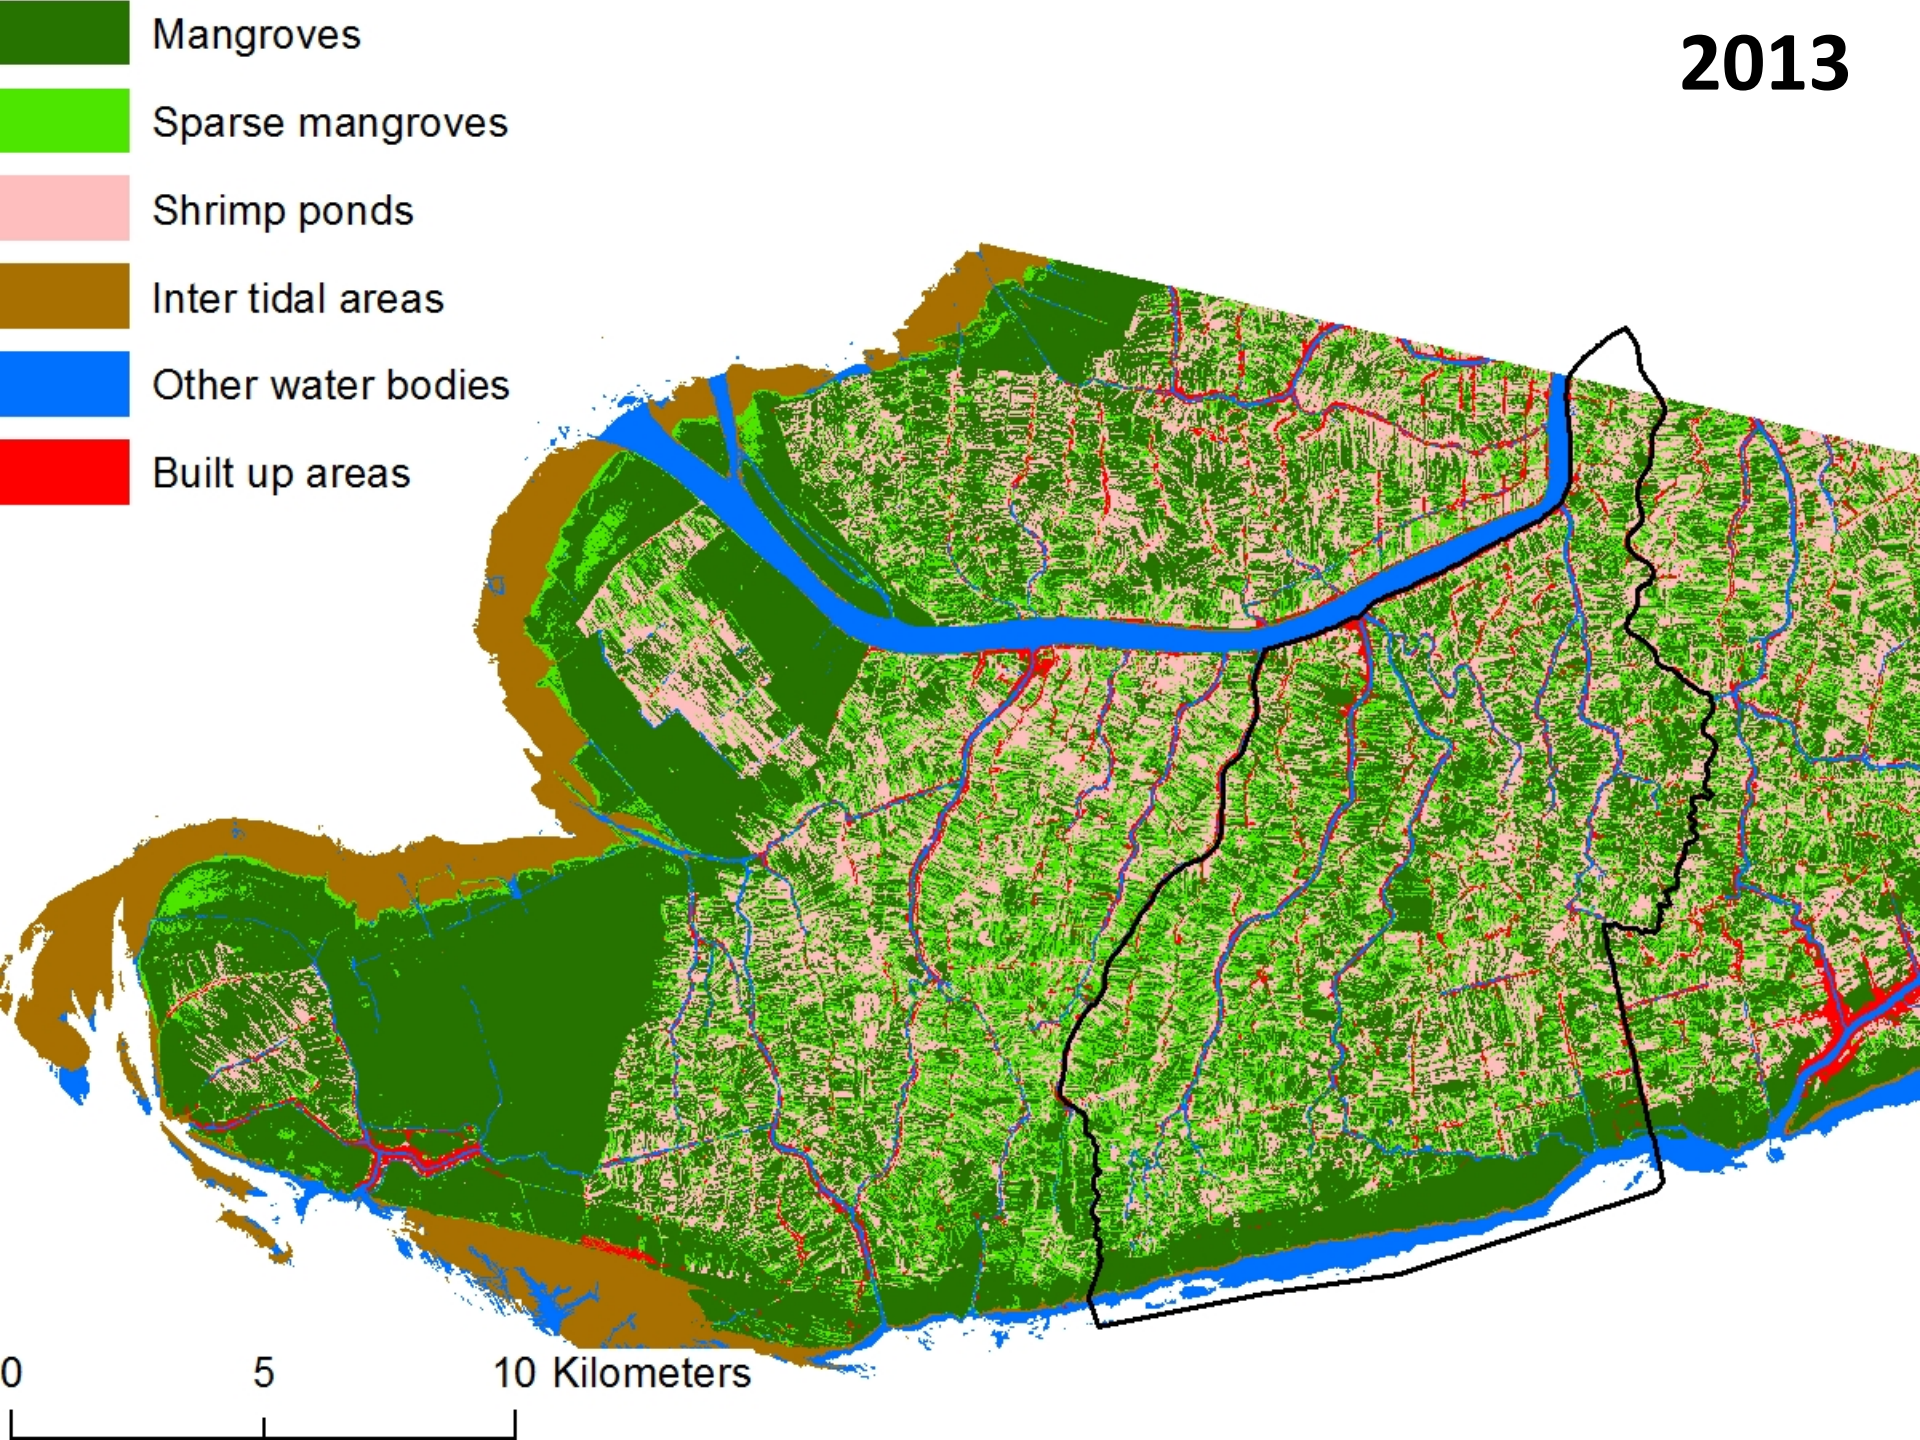 Mangroves
2013
Sparse mangroves
Shrimp ponds
Inter tidal areas
Other water bodies
Built up areas
0 5 10 Kilometers